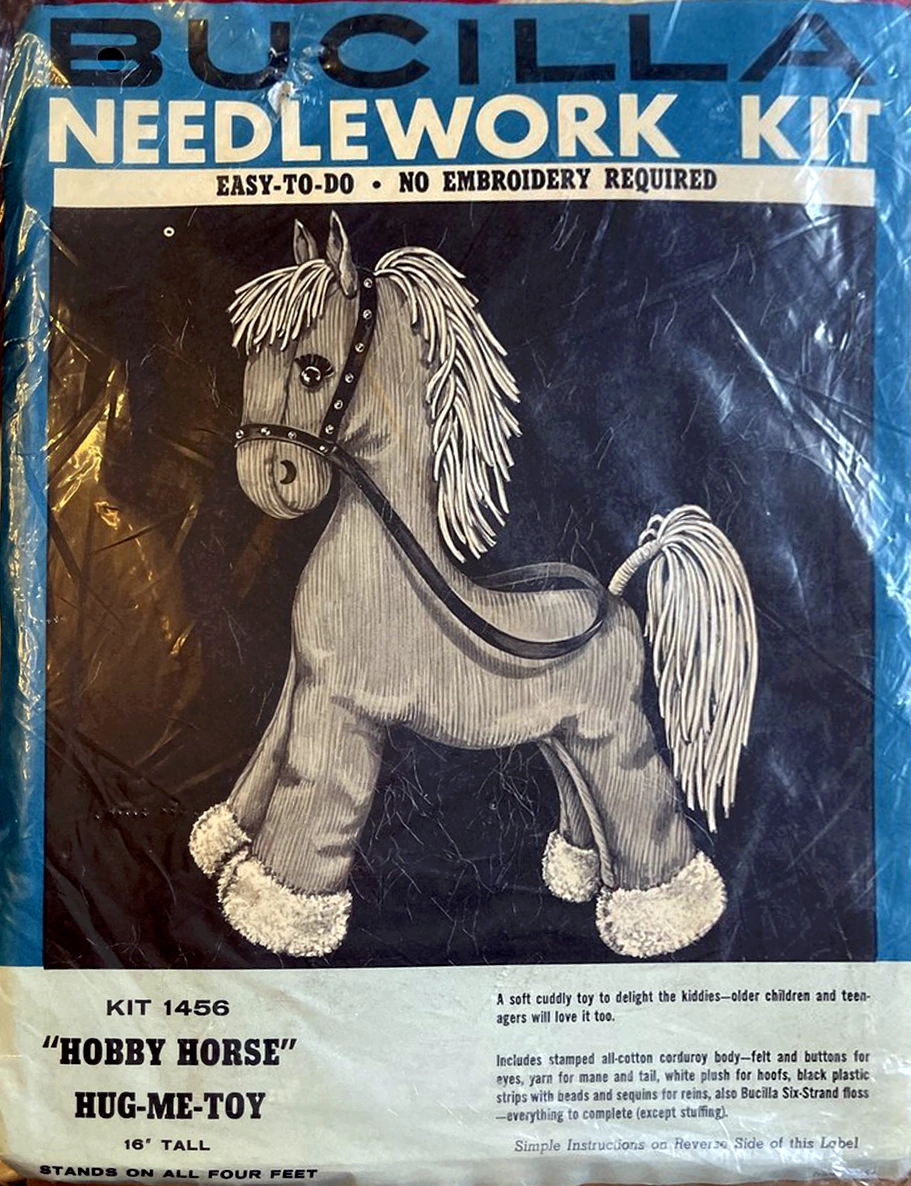 BUCILLA
NEEDLEWORK KIT
EASY-TO-DO • NO EMBROIDERY REQUIRED
KIT 1456
"HOBBY HORSE"
HUG-ME-TOY
16" TALL
STANDS ON ALL FOUR FEET
A soft cuddly toy to delight the kiddies—older children and teen-
agers will love it too.
Includes stamped all-cotton corduroy body—felt and buttons for
eyes, yarn for mane and tail, white plush for hoofs, black plastic
strips with beads and sequins for reins, also Bucilla Six-Strand floss
—everything to complete (except stuffing).
Simple Instructions on Reverse Side of this Label